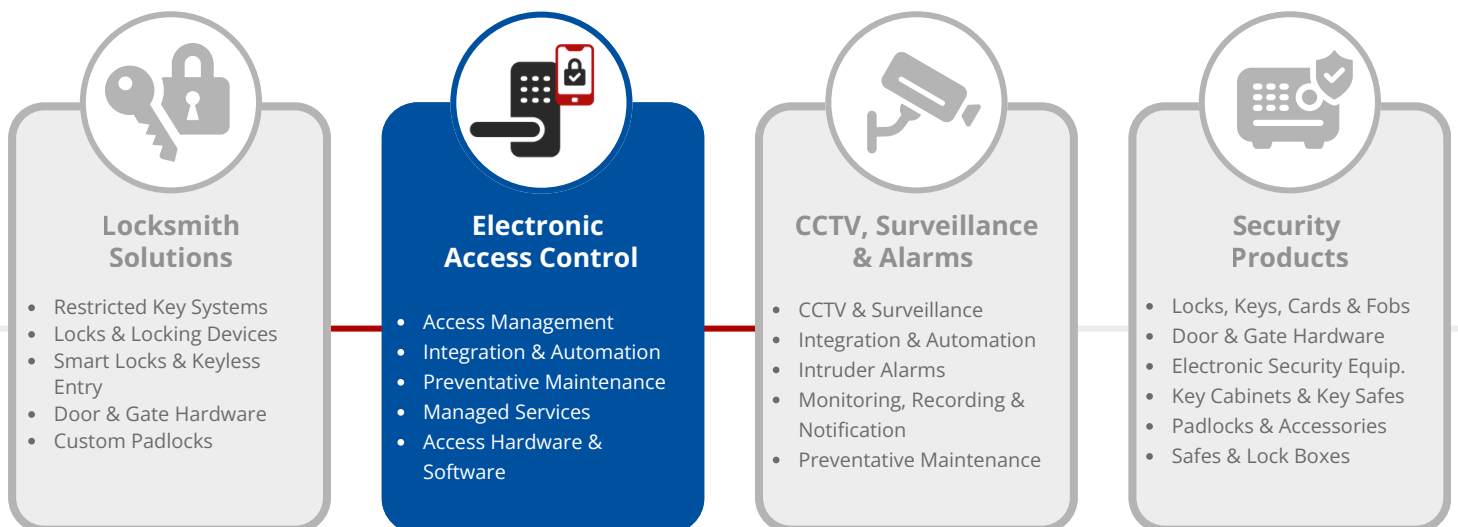 Locksmith
Solutions
• Restricted Key Systems
• Locks & Locking Devices
• Smart Locks & Keyless
Entry
• Door & Gate Hardware
• Custom Padlocks
Electronic
Access Control
• Access Management
• Integration & Automation
• Preventative Maintenance
• Managed Services
• Access Hardware &
Software
CCTV, Surveillance
& Alarms
• CCTV & Surveillance
• Integration & Automation
• Intruder Alarms
• Monitoring, Recording &
Notification
• Preventative Maintenance
Security
Products
• Locks, Keys, Cards & Fobs
• Door & Gate Hardware
• Electronic Security Equip.
• Key Cabinets & Key Safes
• Padlocks & Accessories
• Safes & Lock Boxes